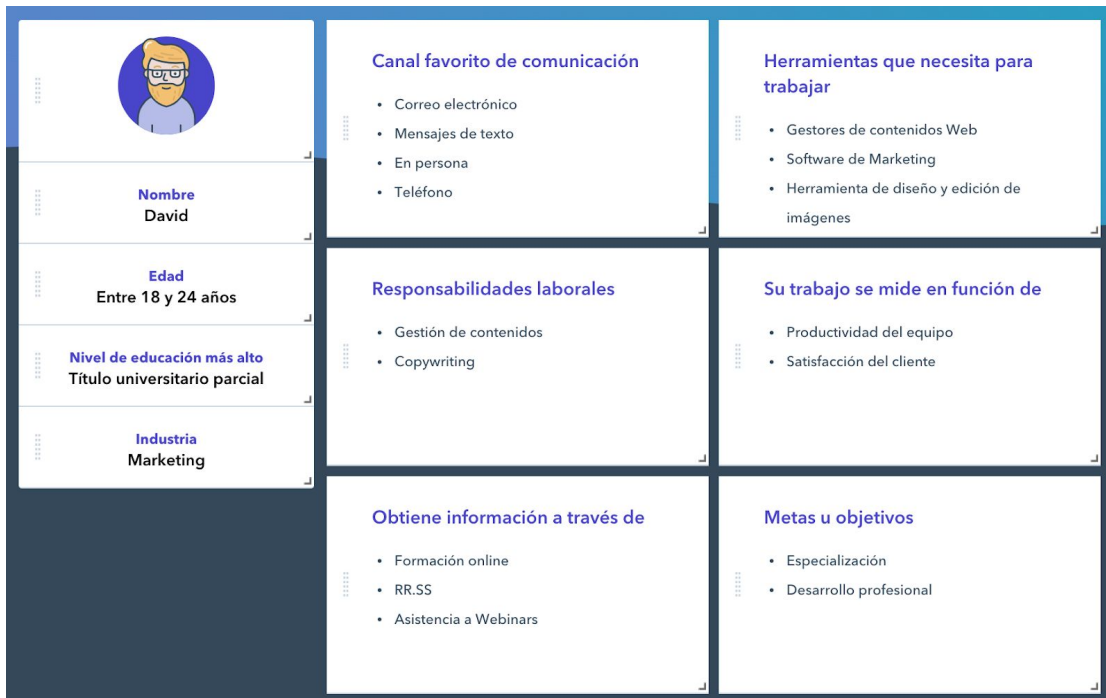 Nombre
David
Edad
Entre 18 y 24 años
Nivel de educación más alto
Título universitario parcial
Industria
Marketing
Canal favorito de comunicación
• Correo electrónico
• Mensajes de texto
• En persona
• Teléfono
Herramientas que necesita para
trabajar
• Gestores de contenidos Web
• Software de Marketing
• Herramienta de diseño y edición de
imágenes
Responsabilidades laborales
• Gestión de contenidos
• Copywriting
Su trabajo se mide en función de
• Productividad del equipo
• Satisfacción del cliente
Obtiene información a través de
• Formación online
• RR.SS
• Asistencia a Webinars
Metas u objetivos
• Especialización
• Desarrollo profesional